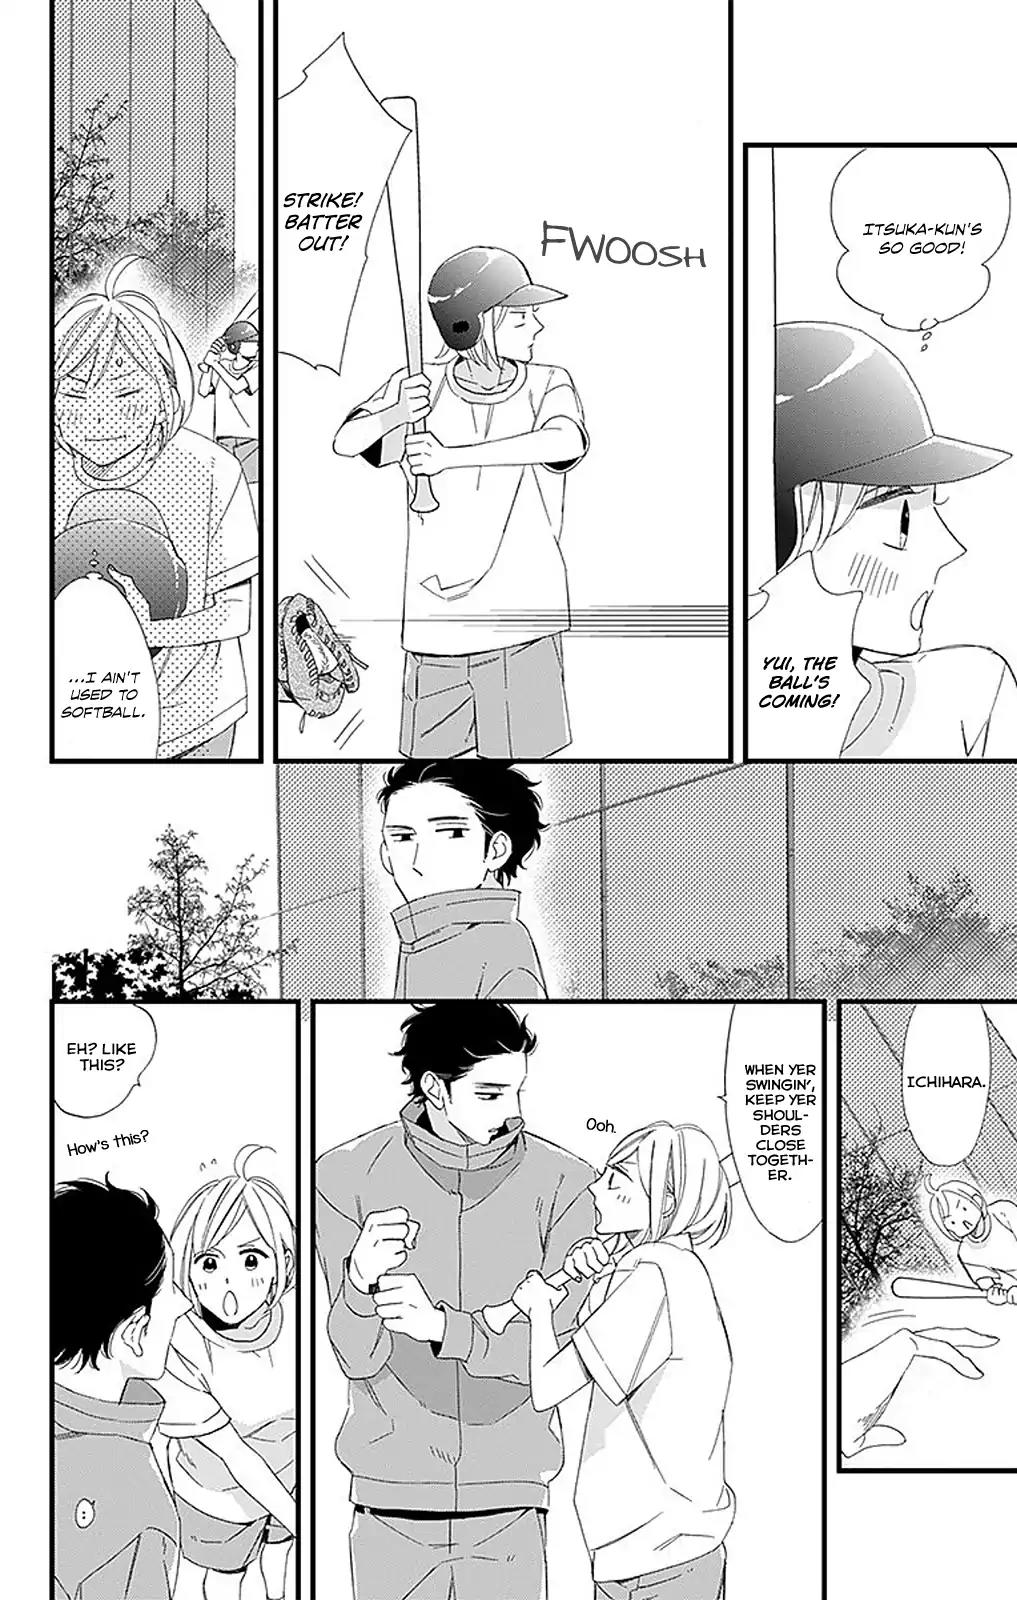 ITSUKA-KUN'S
SO GOOD!
YUI, THE
BALL'S
COMING!
FWOOSH
STRIKE!
BATTER
OUT!
...I AIN'T
USED TO
SOFTBALL.
ICHIHARA.
WHEN YER
SWINGIN',
KEEP YER
SHOUL-
DERS
CLOSE
TOGETH-
ER.
Ooh.
EH? LIKE
THIS?
How's this?
...